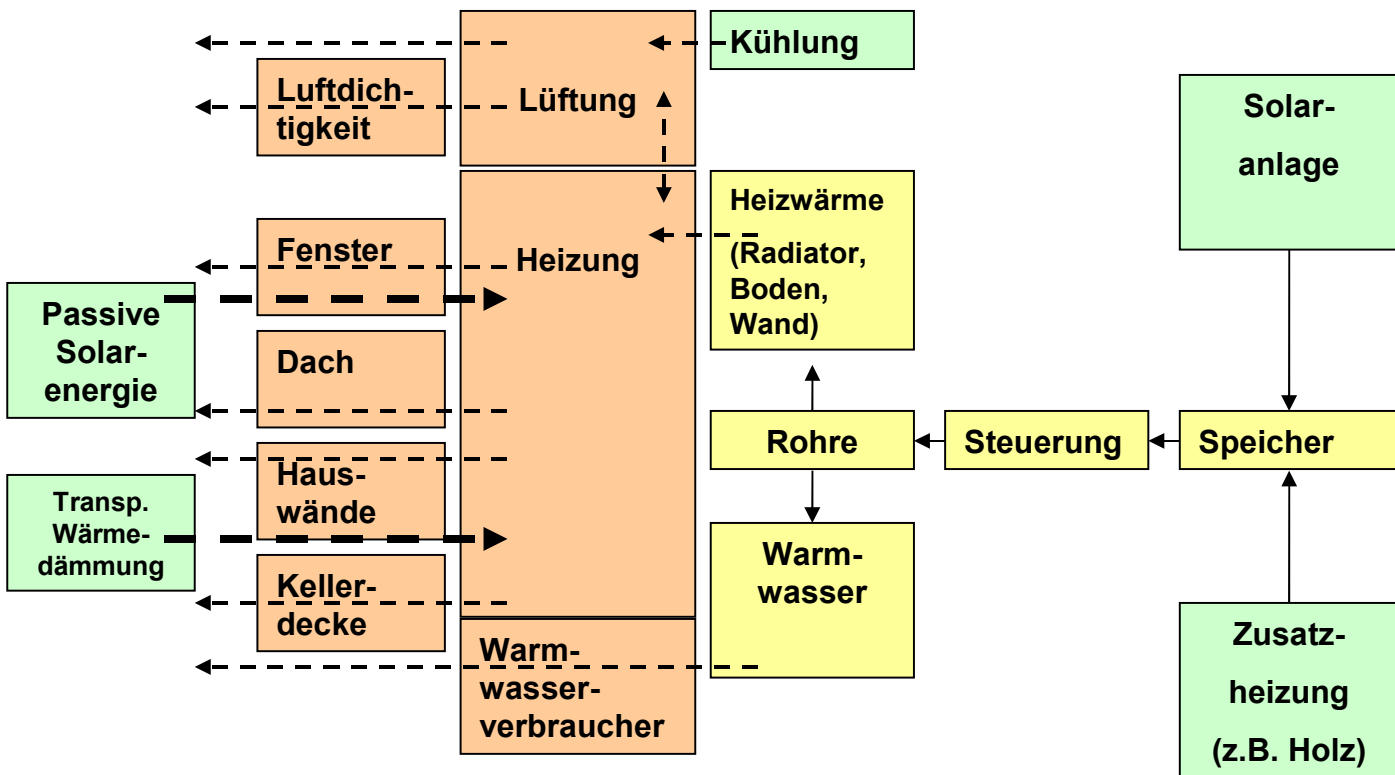 Kühlung
Luftdich-
tigkeit
Lüftung
Solar-
anlage
Heizwärme
(Radiator,
Boden,
Wand)
Fenster
Heizung
Passive
Solar-
energie
Dach
Rohre
Steuerung
Speicher
Haus-
wände
Transp.
Wärme-
dämmung
Warm-
wasser
Keller-
decke
Warm-
wasser-
verbraucher
Zusatz-
heizung
(z.B. Holz)